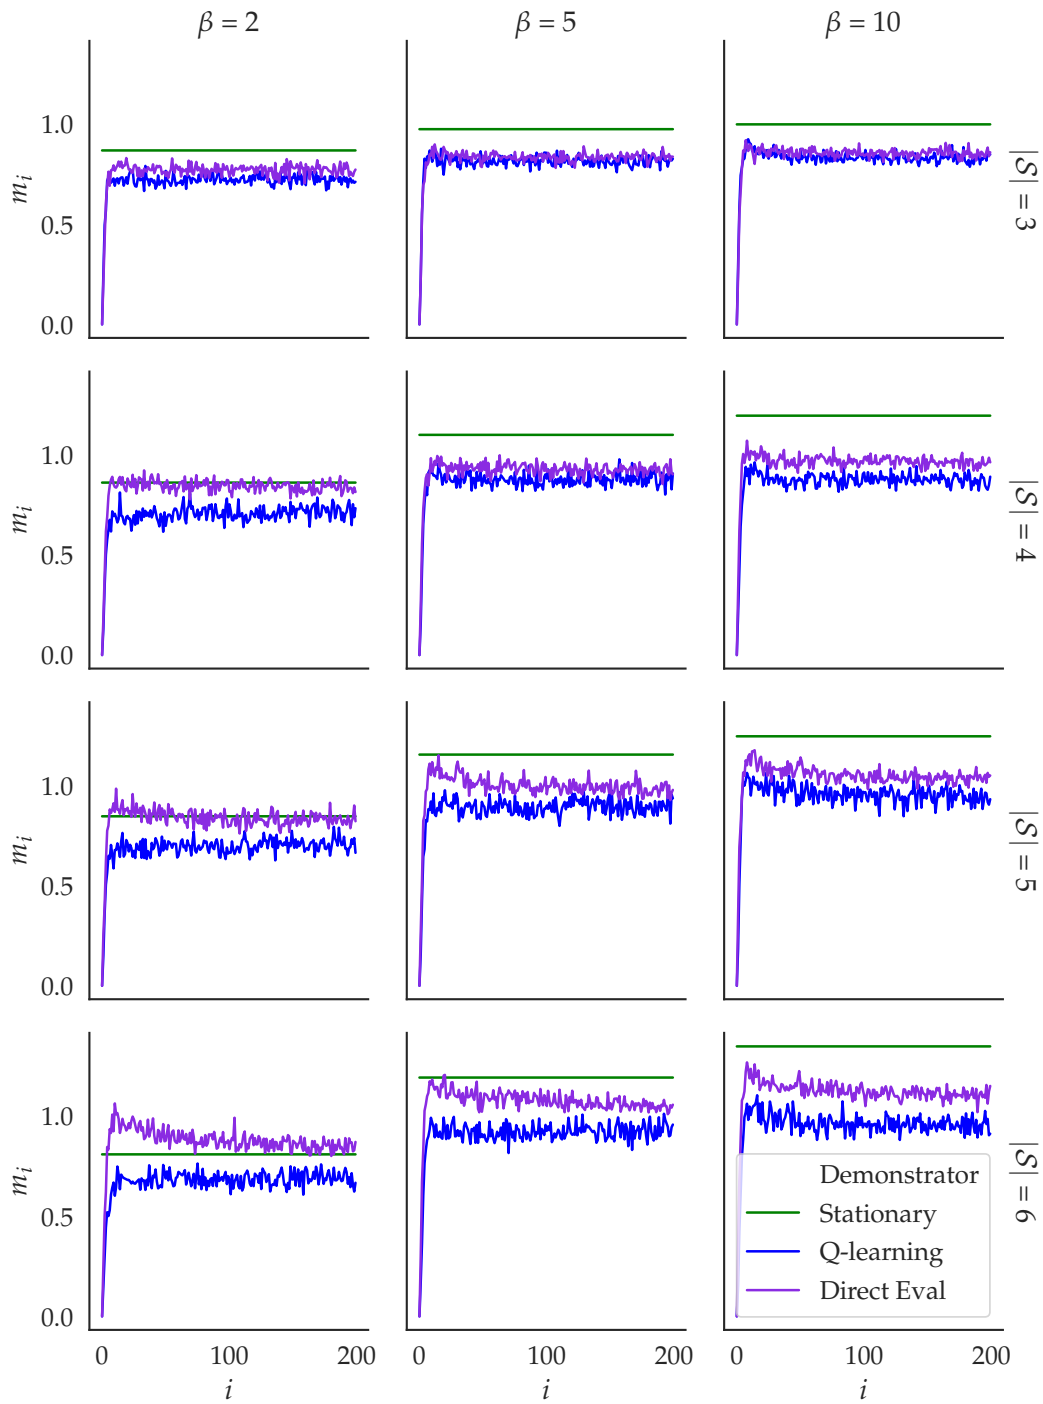 β = 2
β = 5
β = 10
1.0
0.5
0.0
m_i
|S| = 3
1.0
0.5
0.0
m_i
|S| = 4
1.0
0.5
0.0
m_i
|S| = 5
1.0
0.5
0.0
m_i
|S| = 6
Demonstrator
Stationary
Q-learning
Direct Eval
0 100 200
0 100 200
0 100 200
i
i
i